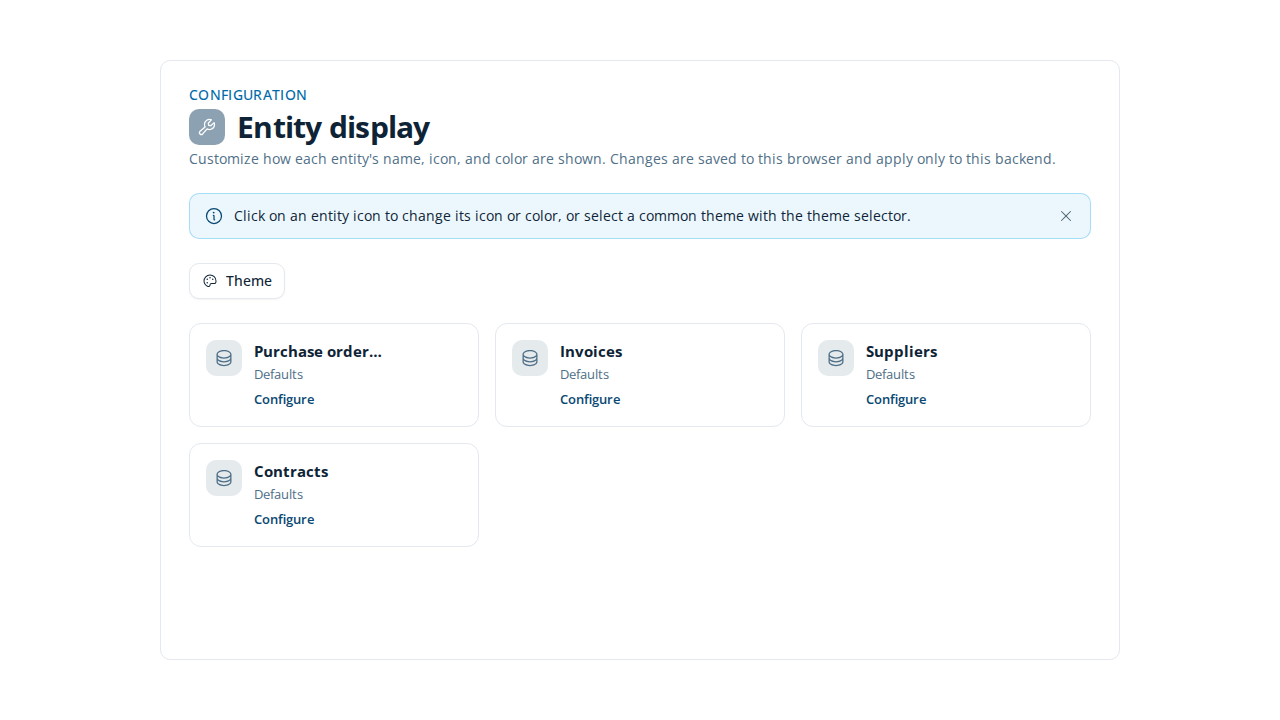 CONFIGURATION
Entity display
Customize how each entity's name, icon, and color are shown. Changes are saved to this browser and apply only to this backend.
Click on an entity icon to change its icon or color, or select a common theme with the theme selector.
Theme
Purchase order...
Defaults
Configure
Invoices
Defaults
Configure
Suppliers
Defaults
Configure
Contracts
Defaults
Configure